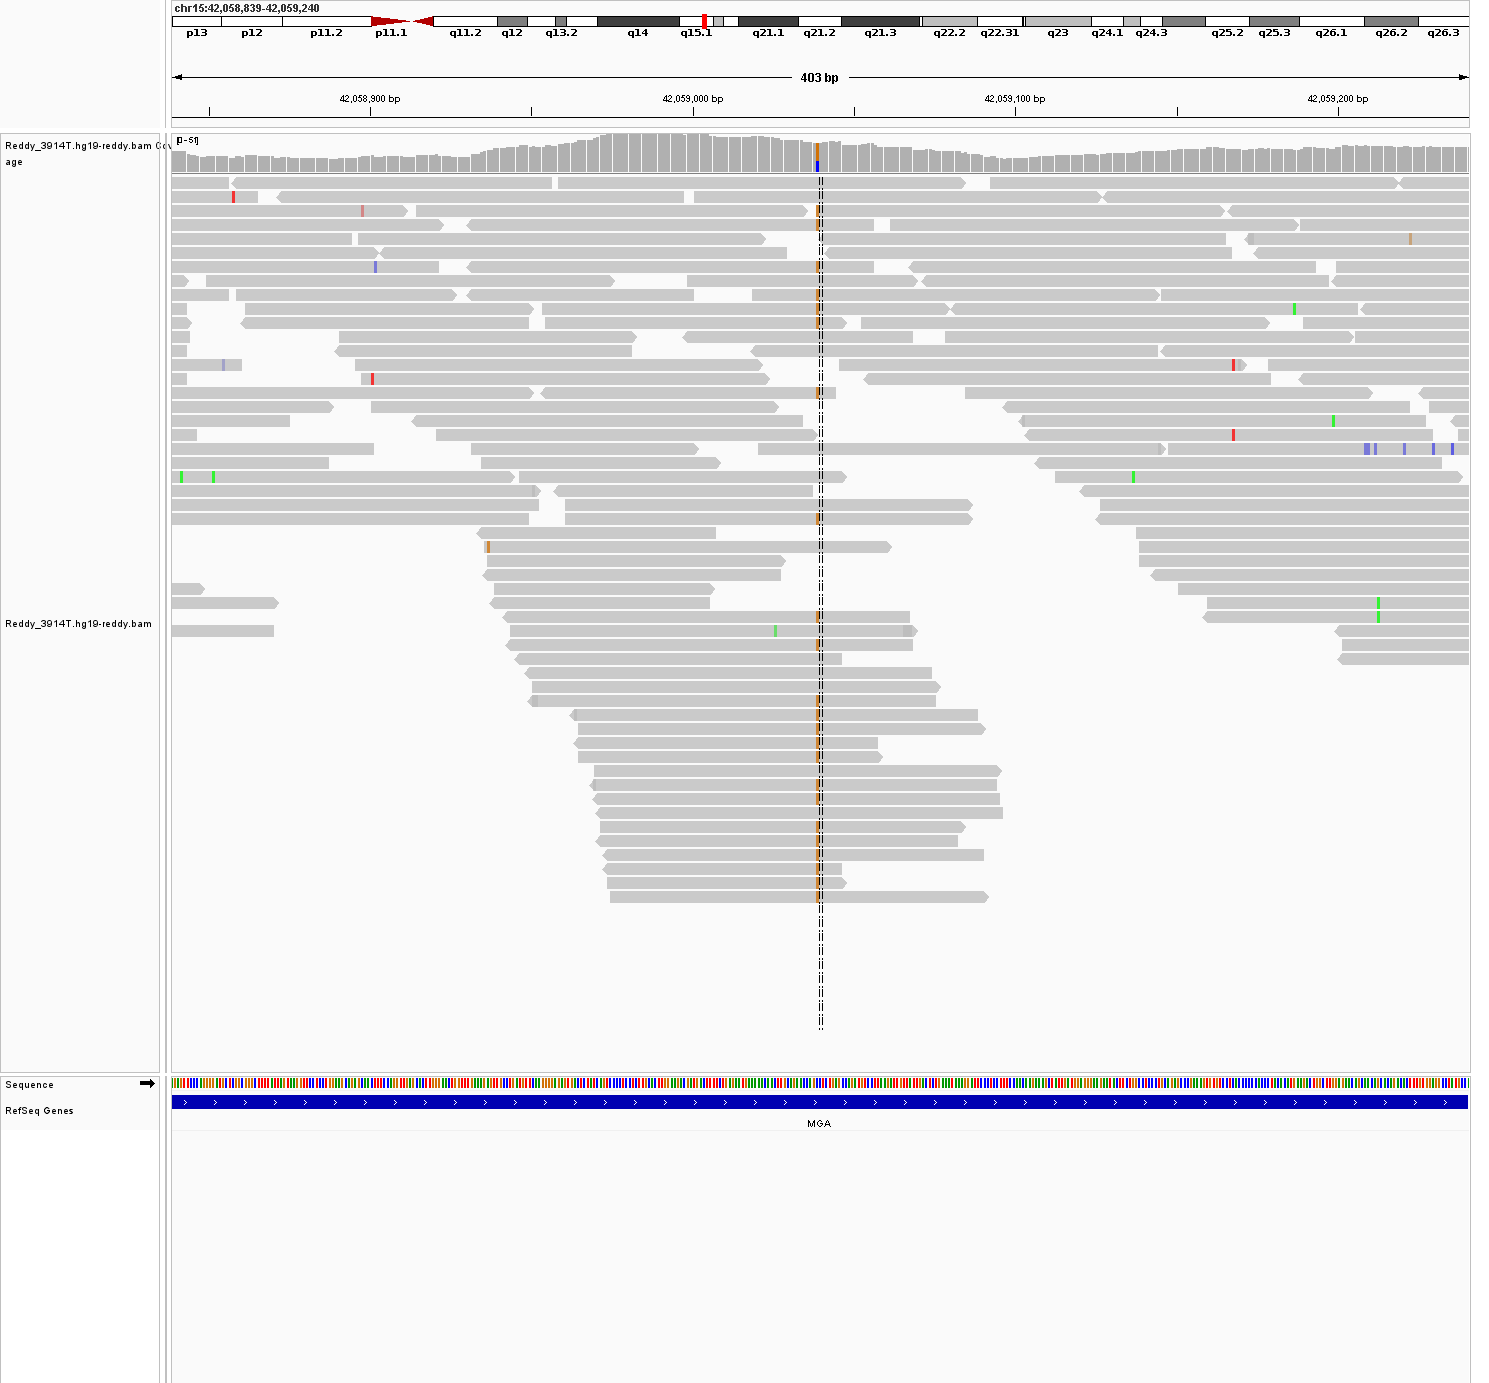 chr15:42,058,839-42,059,240
p13 p12 p11.2 p11.1 q11.2 q12 q13.2 q14 q15.1 q21.1 q21.2 q21.3 q22.2 q22.31 q23 q24.1 q24.3 q25.2 q25.3 q26.1 q26.2 q26.3
403 bp
42,058,900 bp 42,059,000 bp 42,059,100 bp 42,059,200 bp
[0-51]
Reddy_3914T.hg19-reddy.bam Cov
age
Reddy_3914T.hg19-reddy.bam
Sequence
RefSeq Genes
MGA